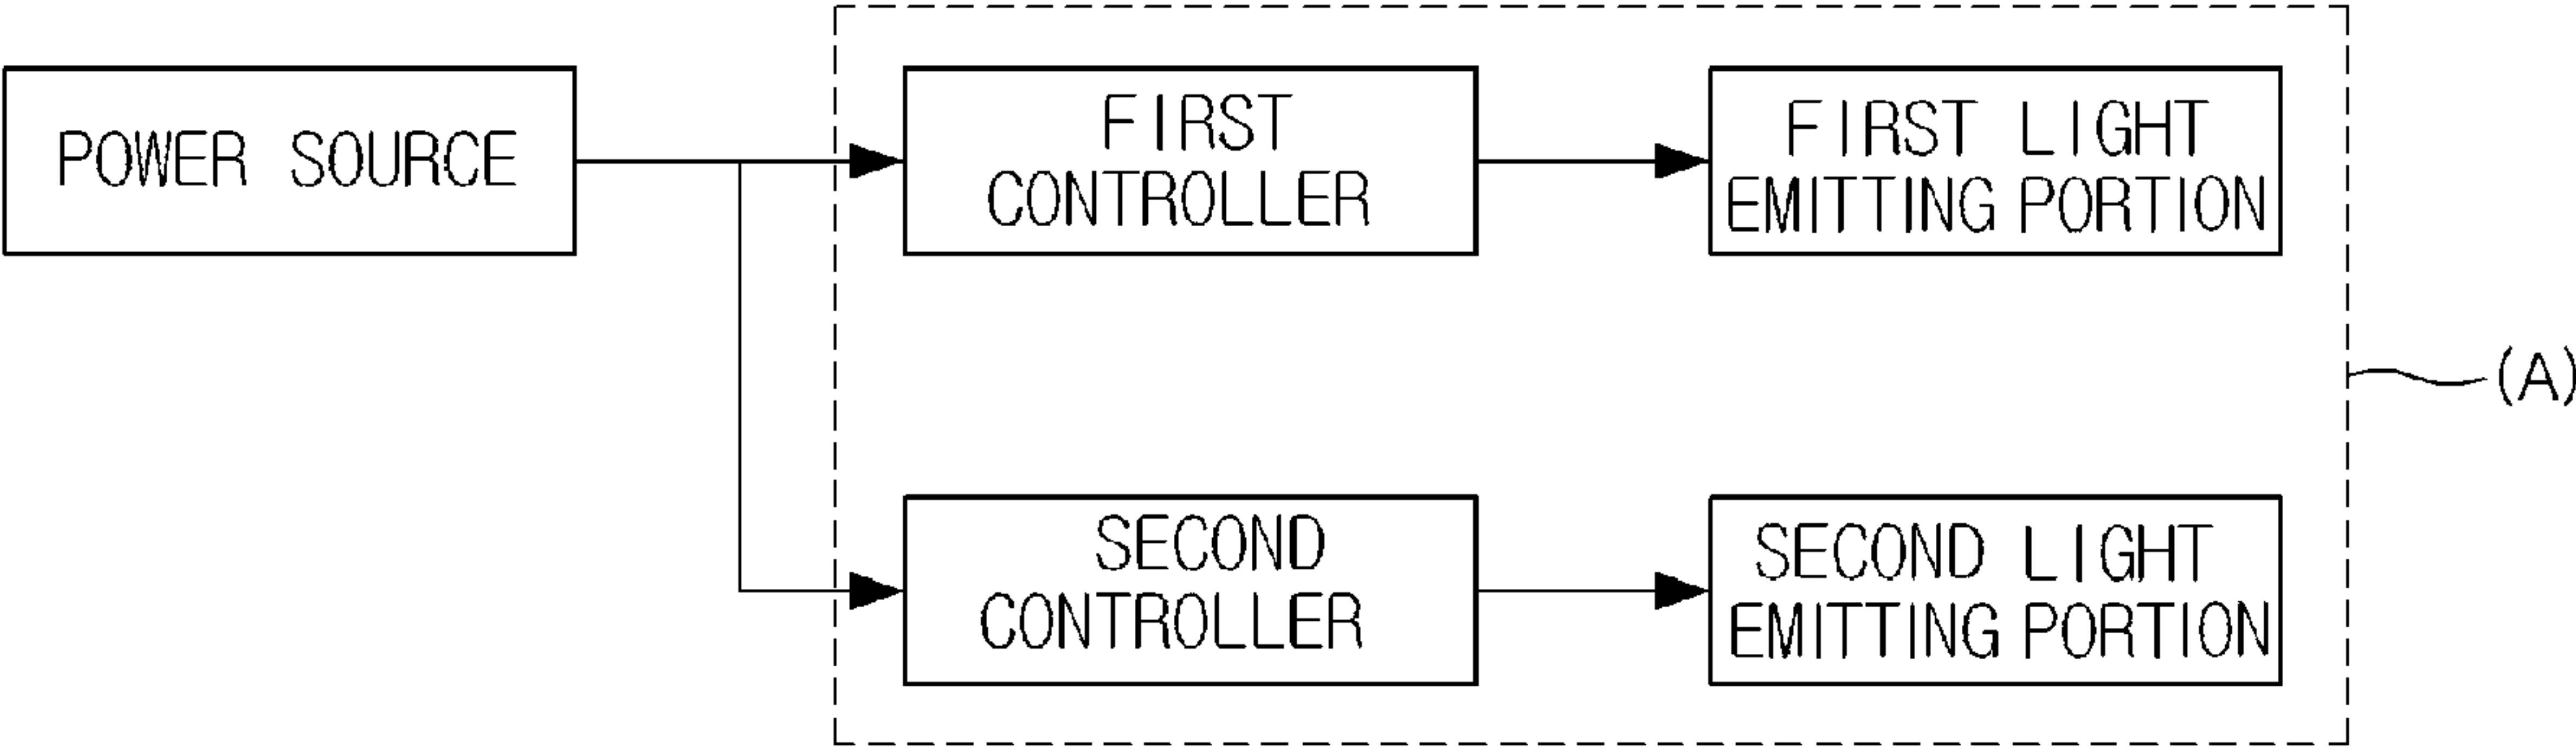 POWER SOURCE
FIRST
CONTROLLER
FIRST LIGHT
EMITTING PORTION
(A)
SECOND
CONTROLLER
SECOND LIGHT
EMITTING PORTION